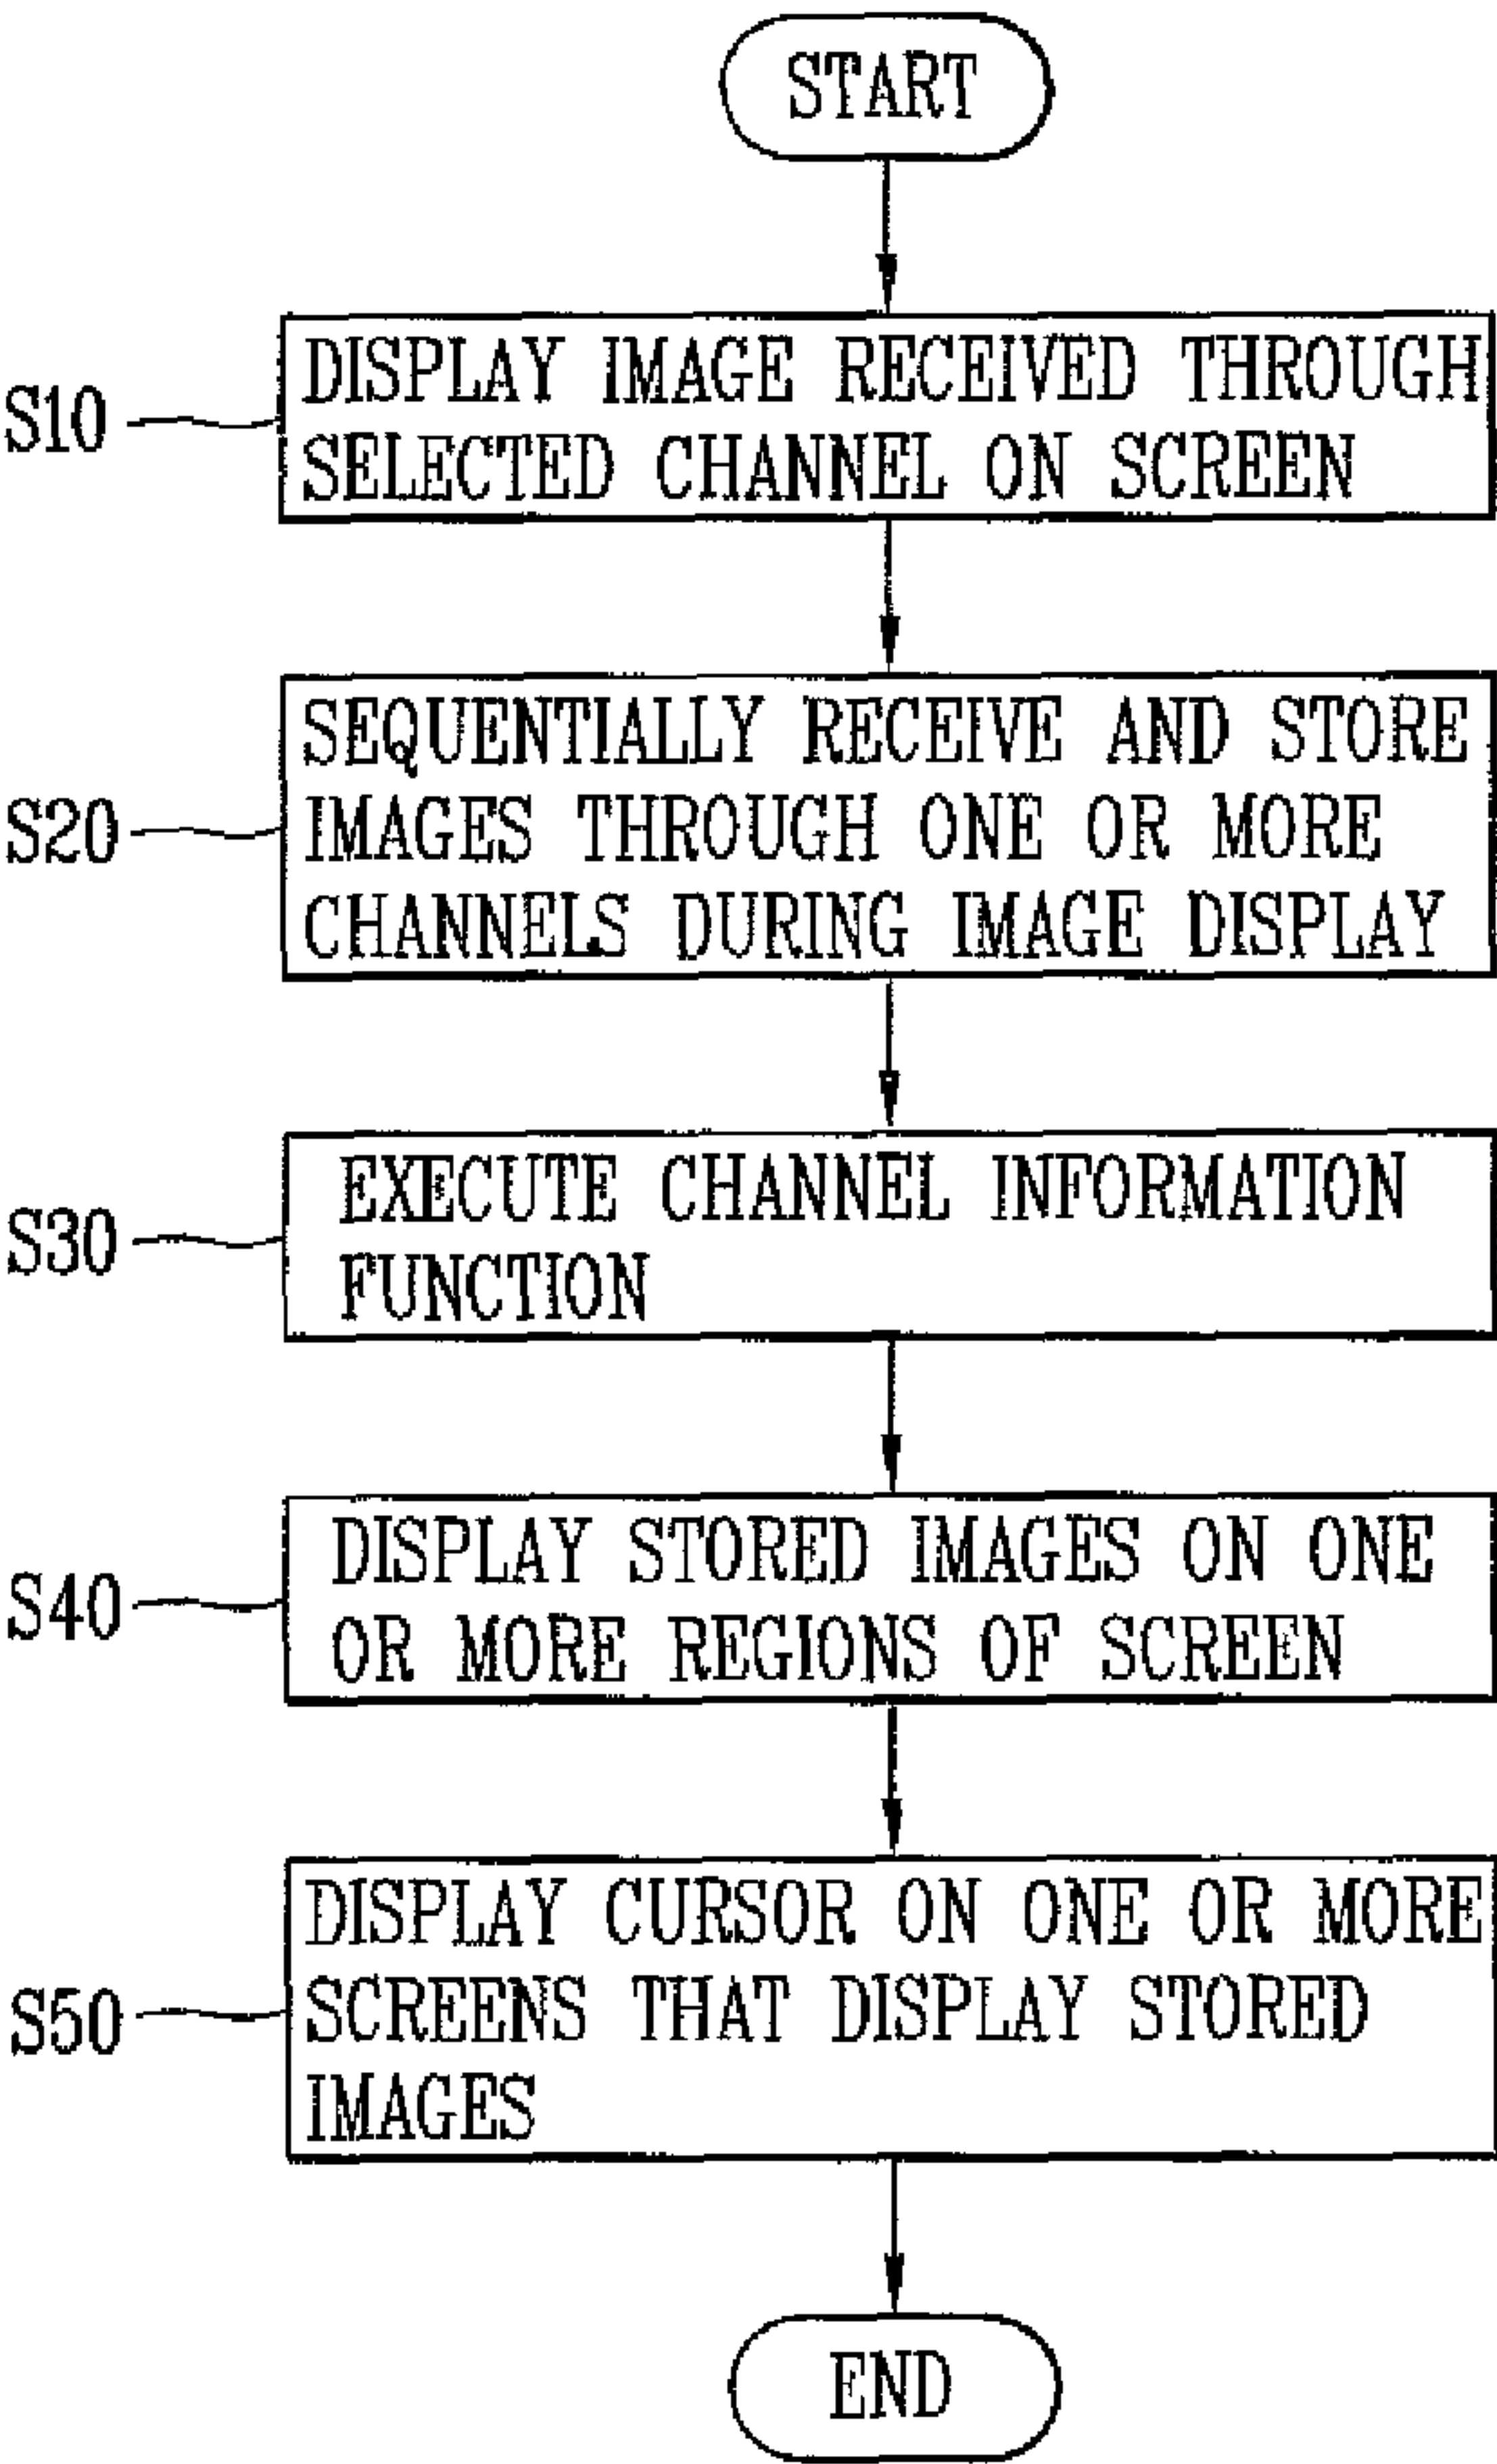 START
S10
DISPLAY IMAGE RECEIVED THROUGH
SELECTED CHANNEL ON SCREEN
S20
SEQUENTIALLY RECEIVE AND STORE
IMAGES THROUGH ONE OR MORE
CHANNELS DURING IMAGE DISPLAY
S30
EXECUTE CHANNEL INFORMATION
FUNCTION
S40
DISPLAY STORED IMAGES ON ONE
OR MORE REGIONS OF SCREEN
S50
DISPLAY CURSOR ON ONE OR MORE
SCREENS THAT DISPLAY STORED
IMAGES
END